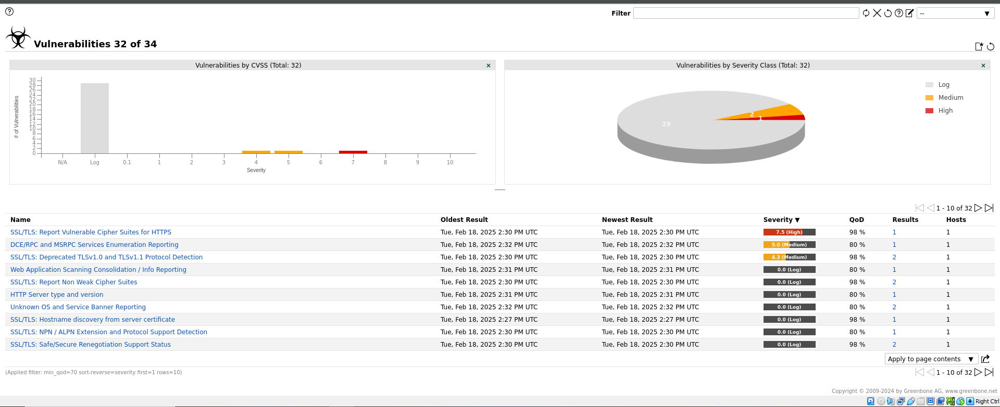 Filter
--
Vulnerabilities 32 of 34
Vulnerabilities by CVSS (Total: 32) ×
# of Vulnerabilities
30
28
26
24
22
20
18
16
14
12
10
8
6
4
2
0
N/A Log 0.1 1 2 3 4 5 6 7 8 9 10
Severity
Vulnerabilities by Severity Class (Total: 32) ×
29
2
1
Log
Medium
High
1 - 10 of 32
Name Oldest Result Newest Result Severity ▼ QoD Results Hosts
SSL/TLS: Report Vulnerable Cipher Suites for HTTPS Tue, Feb 18, 2025 2:30 PM UTC Tue, Feb 18, 2025 2:30 PM UTC 7.5 (High) 98 % 1 1
DCE/RPC and MSRPC Services Enumeration Reporting Tue, Feb 18, 2025 2:32 PM UTC Tue, Feb 18, 2025 2:32 PM UTC 5.0 (Medium) 80 % 1 1
SSL/TLS: Deprecated TLSv1.0 and TLSv1.1 Protocol Detection Tue, Feb 18, 2025 2:30 PM UTC Tue, Feb 18, 2025 2:30 PM UTC 4.3 (Medium) 98 % 2 1
Web Application Scanning Consolidation / Info Reporting Tue, Feb 18, 2025 2:31 PM UTC Tue, Feb 18, 2025 2:31 PM UTC 0.0 (Log) 80 % 1 1
SSL/TLS: Report Non Weak Cipher Suites Tue, Feb 18, 2025 2:30 PM UTC Tue, Feb 18, 2025 2:30 PM UTC 0.0 (Log) 98 % 2 1
HTTP Server type and version Tue, Feb 18, 2025 2:31 PM UTC Tue, Feb 18, 2025 2:31 PM UTC 0.0 (Log) 80 % 1 1
Unknown OS and Service Banner Reporting Tue, Feb 18, 2025 2:32 PM UTC Tue, Feb 18, 2025 2:32 PM UTC 0.0 (Log) 80 % 2 1
SSL/TLS: Hostname discovery from server certificate Tue, Feb 18, 2025 2:27 PM UTC Tue, Feb 18, 2025 2:27 PM UTC 0.0 (Log) 98 % 1 1
SSL/TLS: NPN / ALPN Extension and Protocol Support Detection Tue, Feb 18, 2025 2:30 PM UTC Tue, Feb 18, 2025 2:30 PM UTC 0.0 (Log) 80 % 1 1
SSL/TLS: Safe/Secure Renegotiation Support Status Tue, Feb 18, 2025 2:30 PM UTC Tue, Feb 18, 2025 2:30 PM UTC 0.0 (Log) 98 % 2 1
Apply to page contents ▼
(Applied filter: min_qod=70 sort-reverse=severity first=1 rows=10)
1 - 10 of 32
Copyright © 2009-2024 by Greenbone AG, www.greenbone.net
Right Ctrl